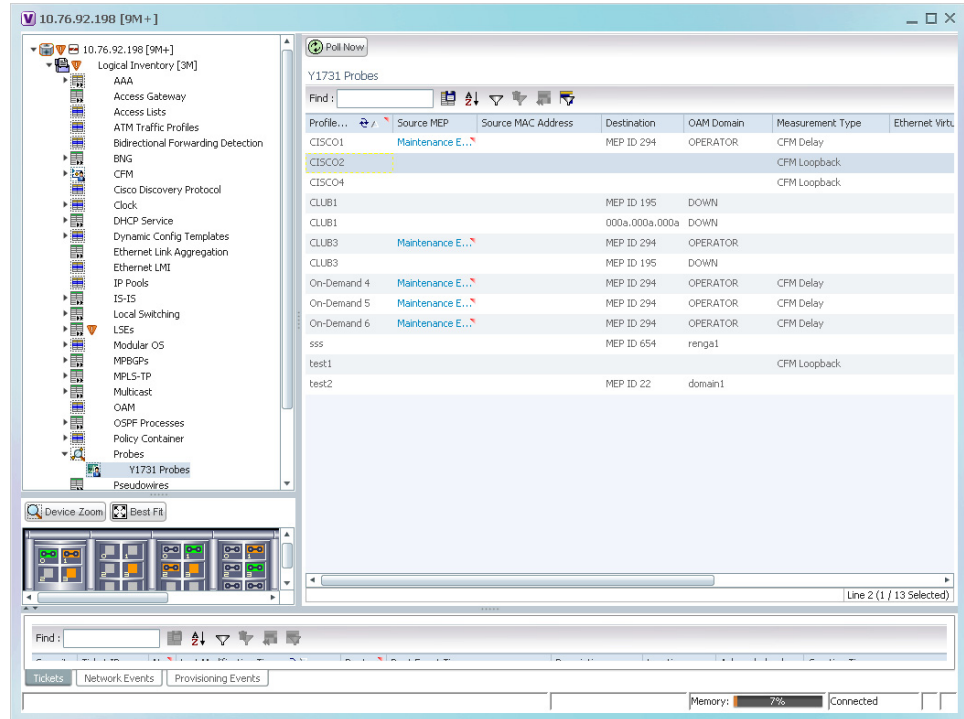 10.76.92.198 [9M+]
10.76.92.198 [9M+]
Logical Inventory [3M]
AAA
Access Gateway
Access Lists
ATM Traffic Profiles
Bidirectional Forwarding Detection
BNG
CFM
Cisco Discovery Protocol
Clock
DHCP Service
Dynamic Config Templates
Ethernet Link Aggregation
Ethernet LMI
IP Pools
IS-IS
Local Switching
LSEs
Modular OS
MPBGPs
MPLS-TP
Multicast
OAM
OSPF Processes
Policy Container
Probes
Y1731 Probes
Pseudowires
Device Zoom Best Fit
Poll Now
Y1731 Probes
Find :
Profile... Source MEP Source MAC Address Destination OAM Domain Measurement Type Ethernet Virtu
CISCO1 Maintenance E... MEP ID 294 OPERATOR CFM Delay
CISCO2 CFM Loopback
CISCO4 CFM Loopback
CLUB1 MEP ID 195 DOWN
CLUB1 000a.000a.000a DOWN
CLUB3 Maintenance E... MEP ID 294 OPERATOR
CLUB3 MEP ID 195 DOWN
On-Demand 4 Maintenance E... MEP ID 294 OPERATOR CFM Delay
On-Demand 5 Maintenance E... MEP ID 294 OPERATOR CFM Delay
On-Demand 6 Maintenance E... MEP ID 294 OPERATOR CFM Delay
sss MEP ID 654 renga1
test1 CFM Loopback
test2 MEP ID 22 domain1
Line 2 (1 / 13 Selected)
Find :
Tickets Network Events Provisioning Events
Memory: 7% Connected